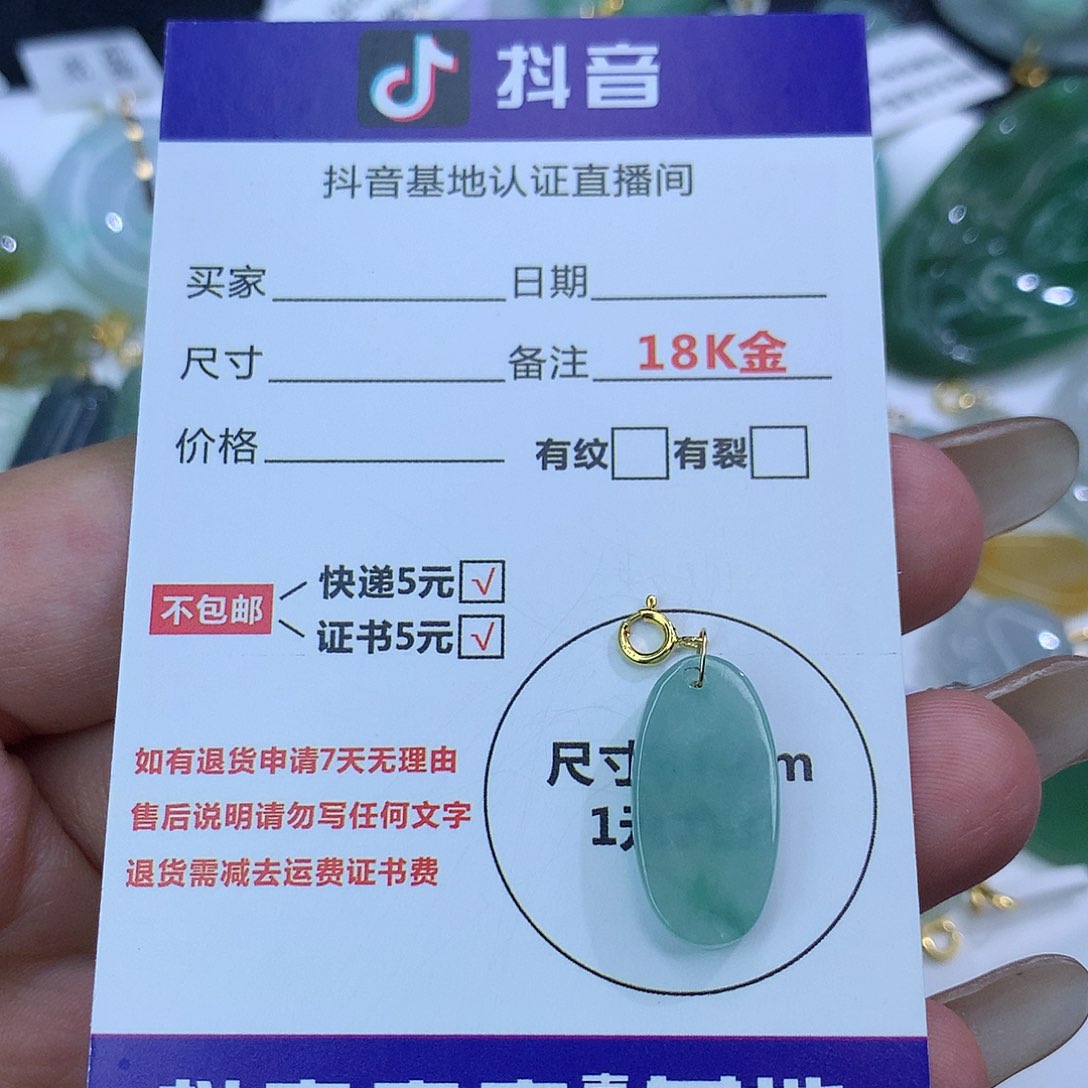 抖音
抖音基地认证直播间
买家 日期
尺寸 备注 18K金
价格 有纹 有裂
不包邮
快递5元 √
证书5元 √
尺寸 m
1
如有退货申请7天无理由
售后说明请勿写任何文字
退货需减去运费证书费